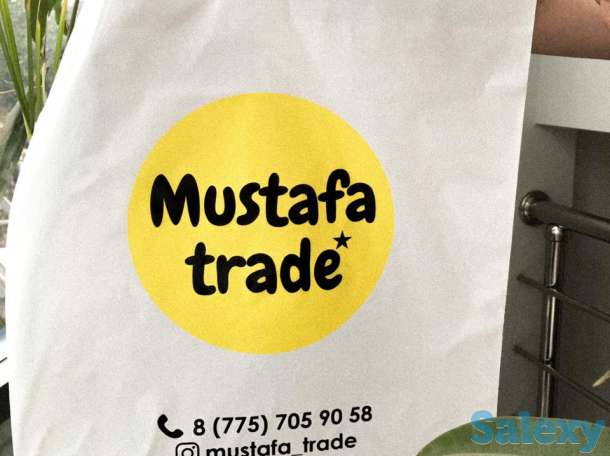 Mustafa
trade
8 (775) 705 90 58
mustafa_trade
Salexy